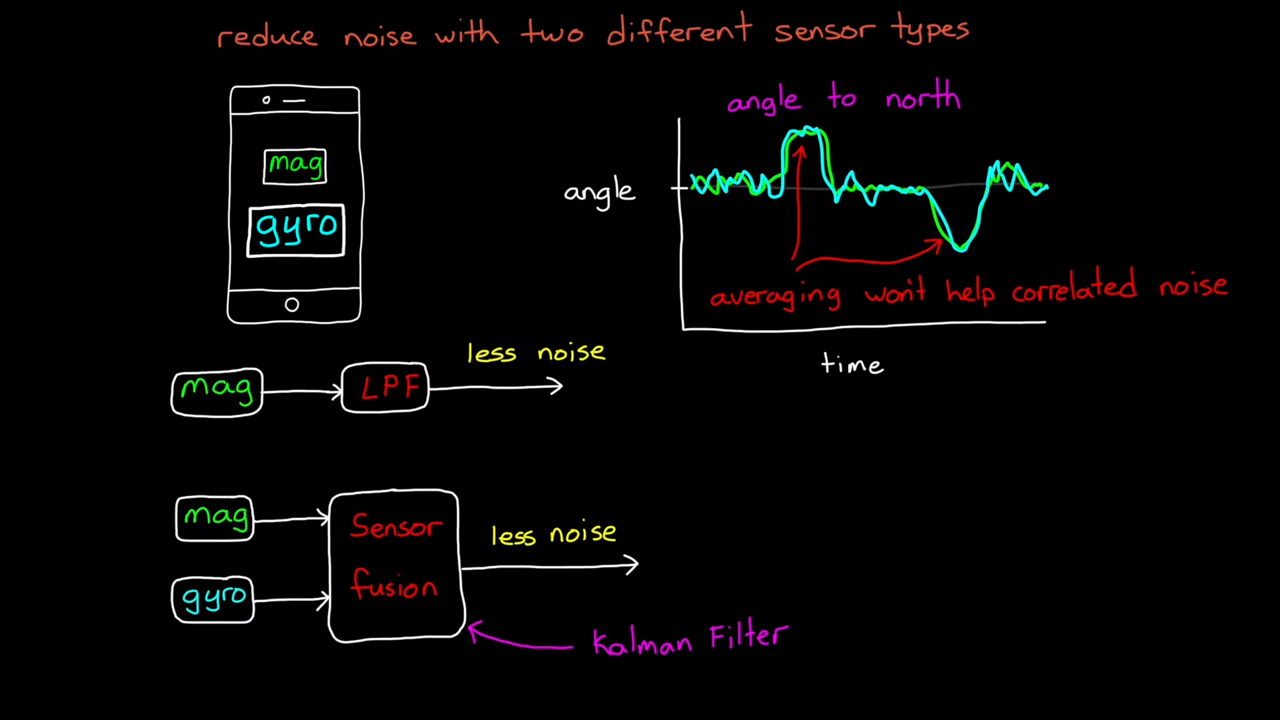 reduce noise with two different sensor types
mag
gyro
angle to north
angle
averaging won't help correlated noise
time
mag
LPF
less noise
mag
gyro
Sensor
fusion
less noise
Kalman Filter